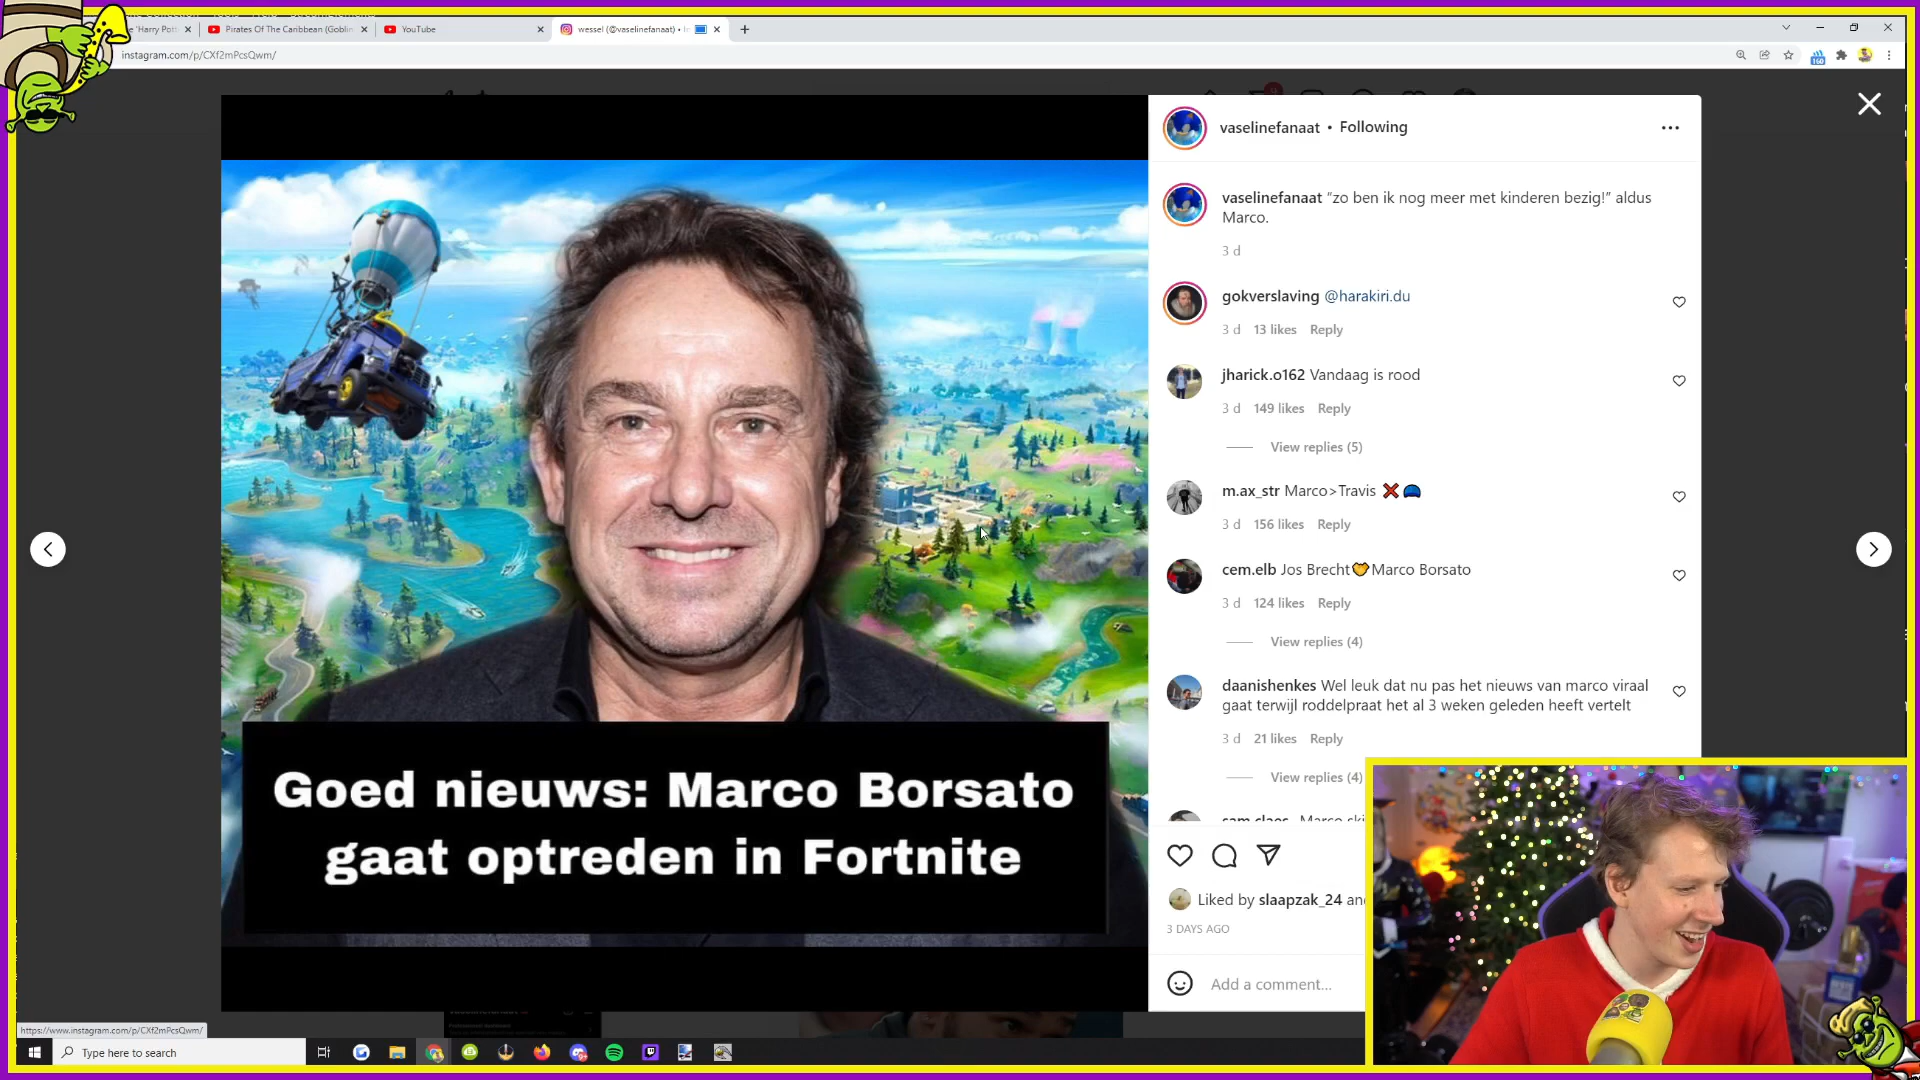 'Harry Pot
Pirates Of The Caribbean (Goblin
YouTube
wessel (@vaselinefanaat) •
instagram.com/p/CXf2mPcsQwm/
160
vaselinefanaat • Following
vaselinefanaat “zo ben ik nog meer met kinderen bezig!” aldus
Marco.
3 d
gokverslaving @harakiri.du
3 d 13 likes Reply
jharick.o162 Vandaag is rood
3 d 149 likes Reply
View replies (5)
m.ax_str Marco>Travis ❌🧢
3 d 156 likes Reply
cem.elb Jos Brecht🤝Marco Borsato
3 d 124 likes Reply
View replies (4)
daanishenkes Wel leuk dat nu pas het nieuws van marco viraal
gaat terwijl roddelpraat het al 3 weken geleden heeft vertelt
3 d 21 likes Reply
View replies (4)
Goed nieuws: Marco Borsato
gaat optreden in Fortnite
Liked by slaapzak_24
3 DAYS AGO
Add a comment...
https://www.instagram.com/p/CXf2mPcsQwm/
Type here to search